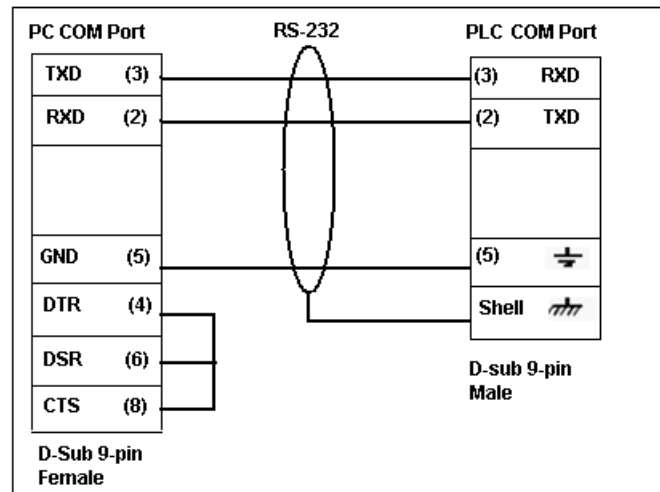 PC COM Port RS-232 PLC COM Port
TXD (3) (3) RXD
RXD (2) (2) TXD
GND (5) (5)
DTR (4) Shell
DSR (6)
CTS (8)
D-sub 9-pin
Male
D-Sub 9-pin
Female